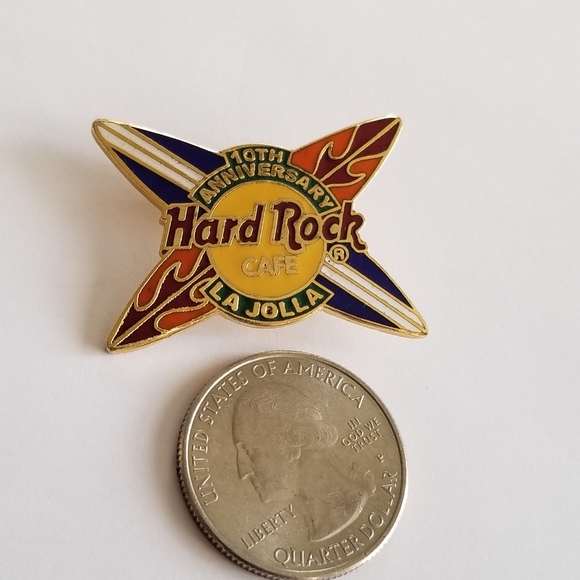 10TH
ANNIVERSARY
Hard Rock
CAFE ®
LA JOLLA
UNITED STATES OF AMERICA
IN
GOD WE
TRUST
LIBERTY
QUARTER DOLLAR